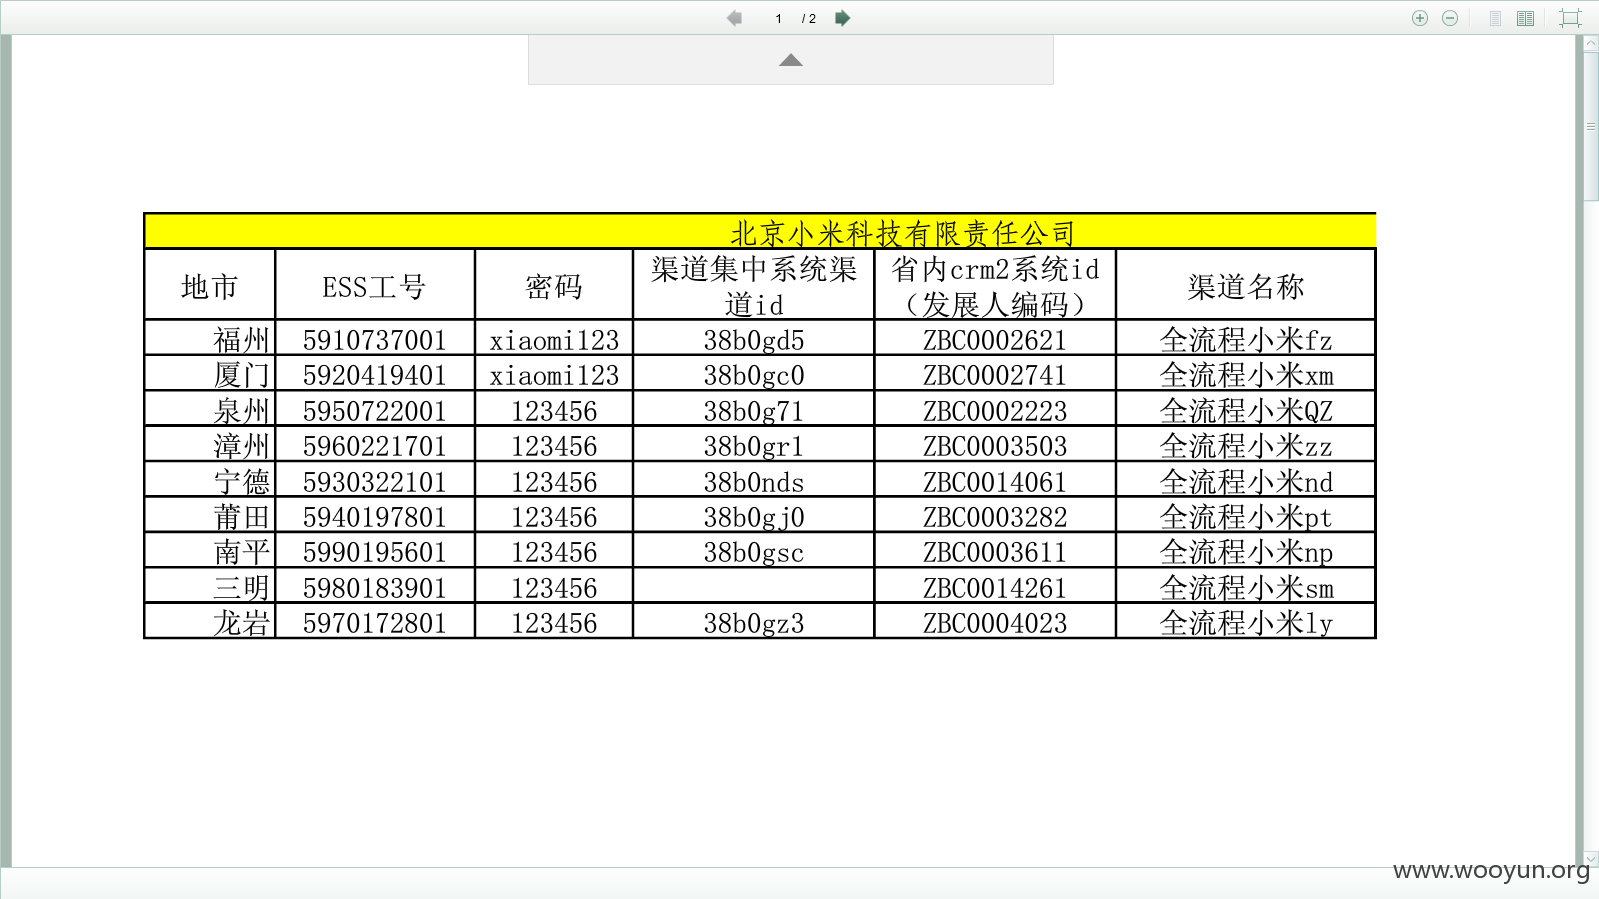 1 / 2
北京小米科技有限责任公司
地市 ESS工号 密码 渠道集中系统渠道id 省内crm2系统id（发展人编码） 渠道名称
福州 5910737001 xiaomi123 38b0gd5 ZBC0002621 全流程小米fz
厦门 5920419401 xiaomi123 38b0gc0 ZBC0002741 全流程小米xm
泉州 5950722001 123456 38b0g71 ZBC0002223 全流程小米QZ
漳州 5960221701 123456 38b0gr1 ZBC0003503 全流程小米zz
宁德 5930322101 123456 38b0nds ZBC0014061 全流程小米nd
莆田 5940197801 123456 38b0gj0 ZBC0003282 全流程小米pt
南平 5990195601 123456 38b0gsc ZBC0003611 全流程小米np
三明 5980183901 123456 ZBC0014261 全流程小米sm
龙岩 5970172801 123456 38b0gz3 ZBC0004023 全流程小米ly
www.wooyun.org